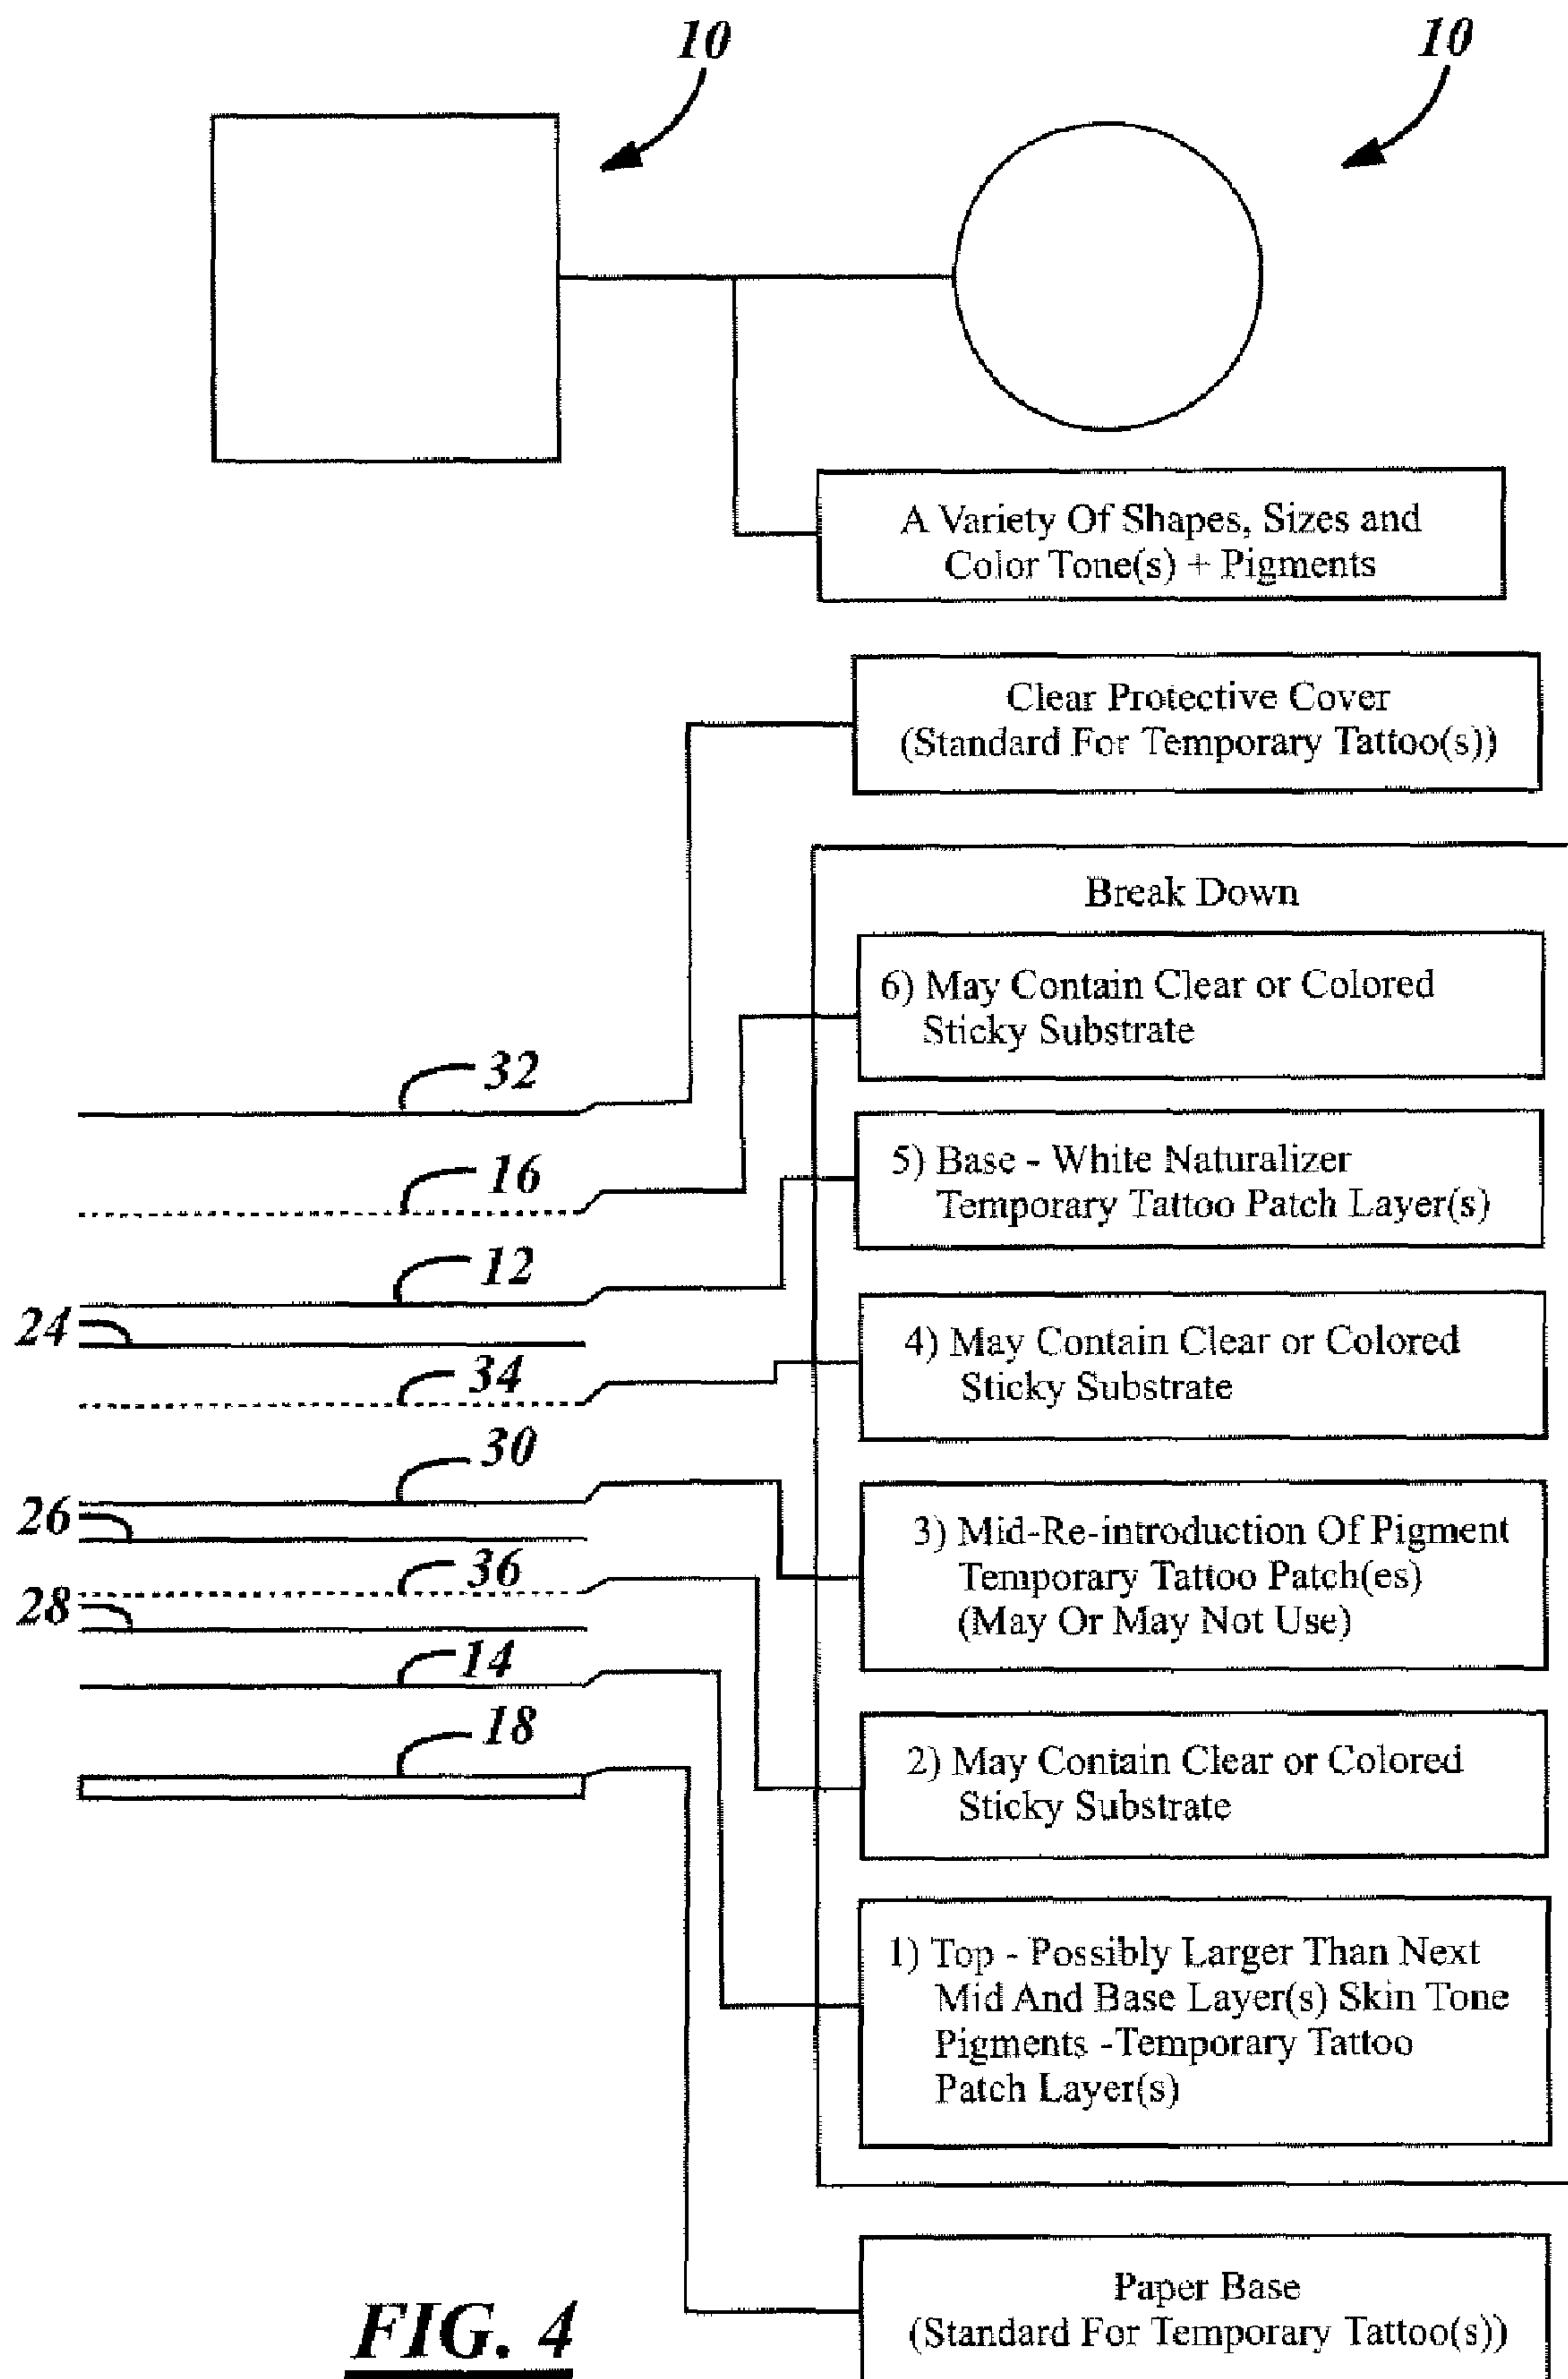 10
10
A Variety Of Shapes, Sizes and
Color Tone(s) + Pigments
Clear Protective Cover
(Standard For Temporary Tattoo(s))
Break Down
6) May Contain Clear or Colored
Sticky Substrate
32
5) Base - White Naturalizer
Temporary Tattoo Patch Layer(s)
16
12
24
4) May Contain Clear or Colored
Sticky Substrate
34
30
26
3) Mid-Re-introduction Of Pigment
Temporary Tattoo Patch(es)
(May Or May Not Use)
36
28
14
18
2) May Contain Clear or Colored
Sticky Substrate
1) Top - Possibly Larger Than Next
Mid And Base Layer(s) Skin Tone
Pigments -Temporary Tattoo
Patch Layer(s)
Paper Base
(Standard For Temporary Tattoo(s))
FIG. 4